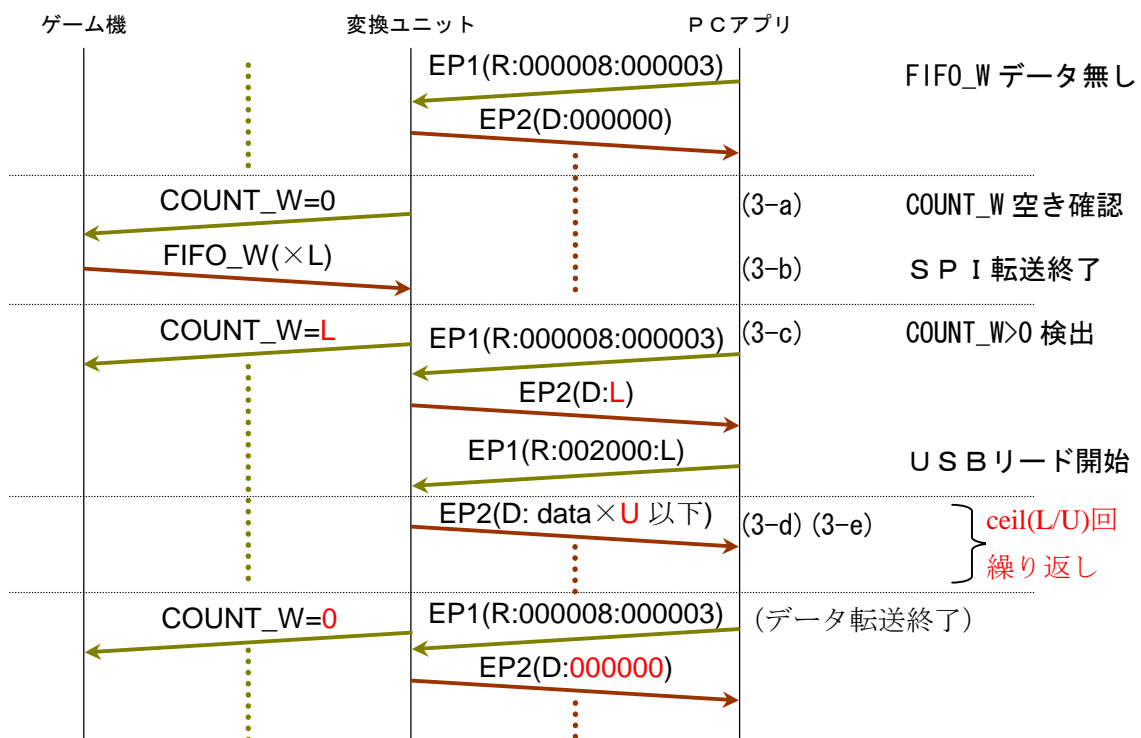 ゲーム機 変換ユニット ＰＣアプリ
EP1(R:000008:000003) FIFO_W データ無し
EP2(D:000000)
COUNT_W=0 (3-a) COUNT_W 空き確認
FIFO_W(×L) (3-b) ＳＰＩ転送終了
COUNT_W=L EP1(R:000008:000003) (3-c) COUNT_W>0 検出
EP2(D:L)
EP1(R:002000:L) ＵＳＢリード開始
EP2(D: data×U 以下) (3-d) (3-e) ceil(L/U)回
繰り返し
COUNT_W=0 EP1(R:000008:000003) （データ転送終了）
EP2(D:000000)